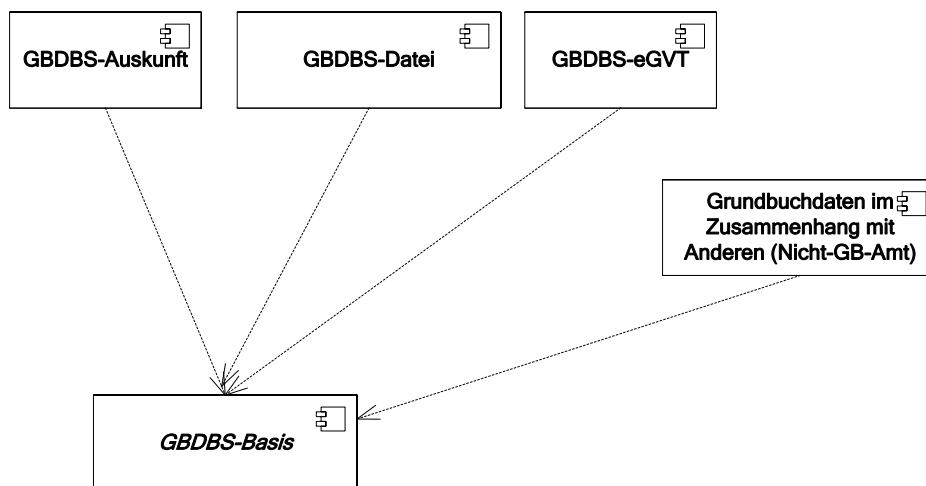 GBDBS-Auskunft
GBDBS-Datei
GBDBS-eGVT
Grundbuchdaten im
Zusammenhang mit
Anderen (Nicht-GB-Amt)
GBDBS-Basis